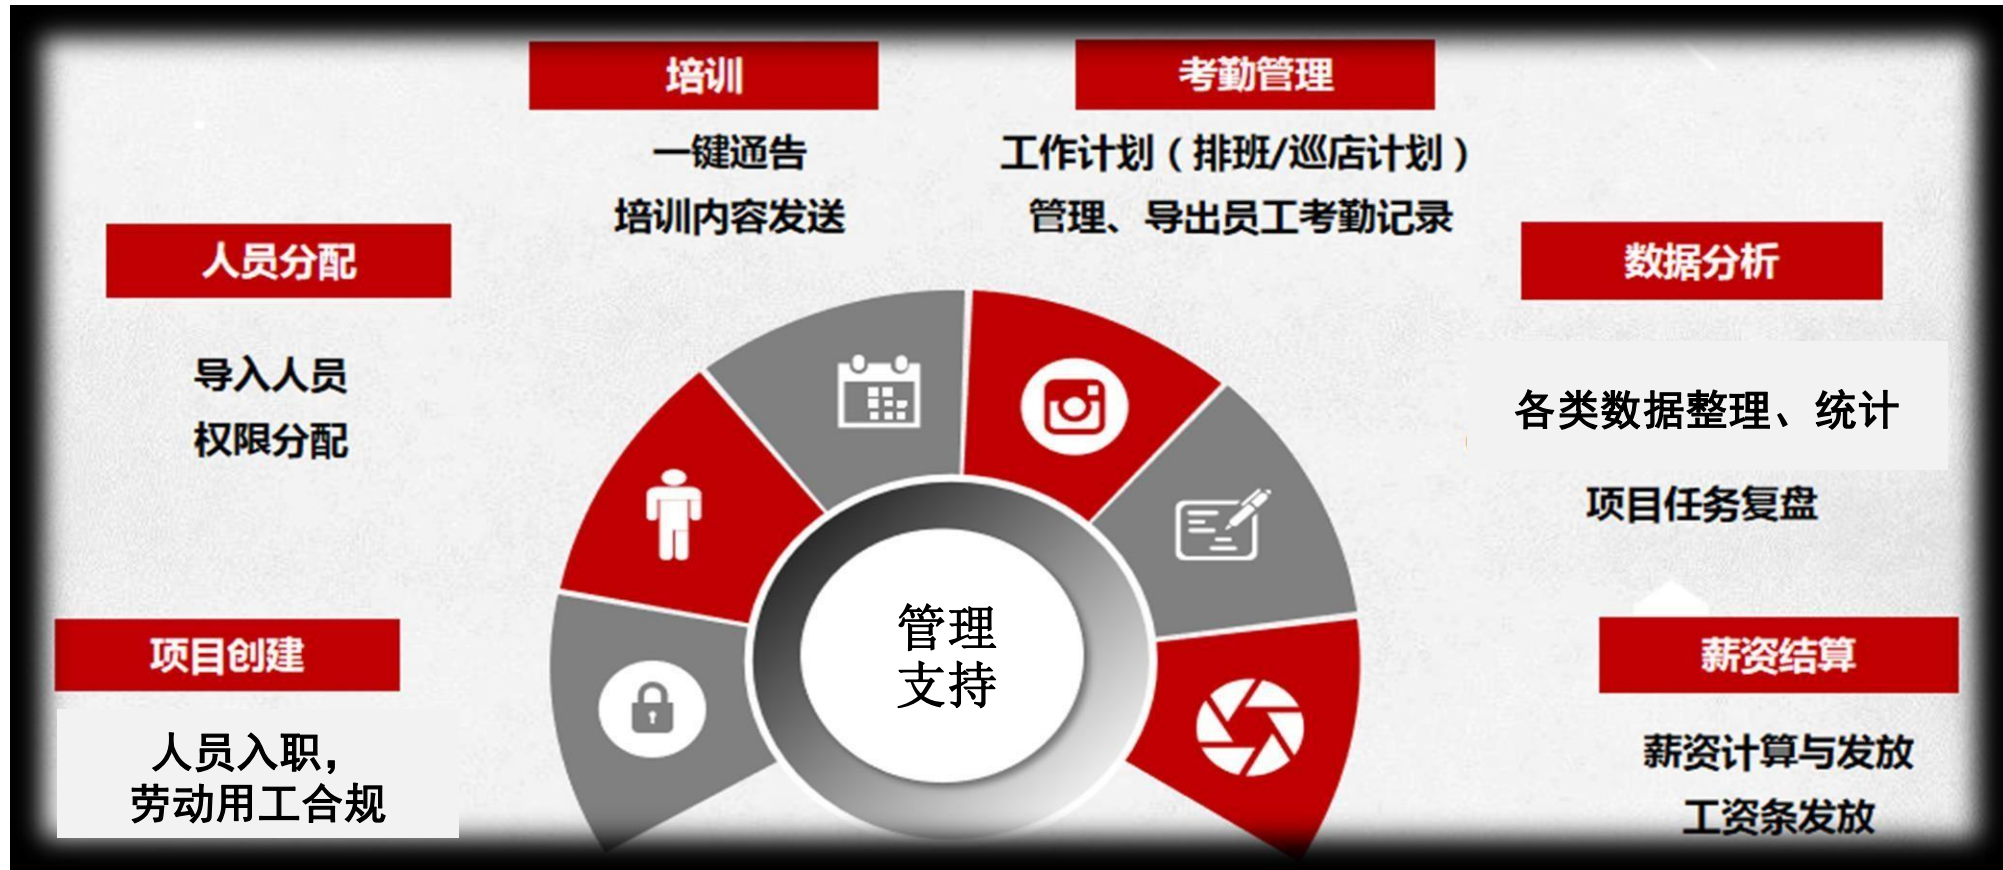 培训
一键通告
培训内容发送
考勤管理
工作计划（排班/巡店计划）
管理、导出员工考勤记录
人员分配
导入人员
权限分配
数据分析
各类数据整理、统计
项目任务复盘
项目创建
人员入职，
劳动用工合规
管理
支持
薪资结算
薪资计算与发放
工资条发放